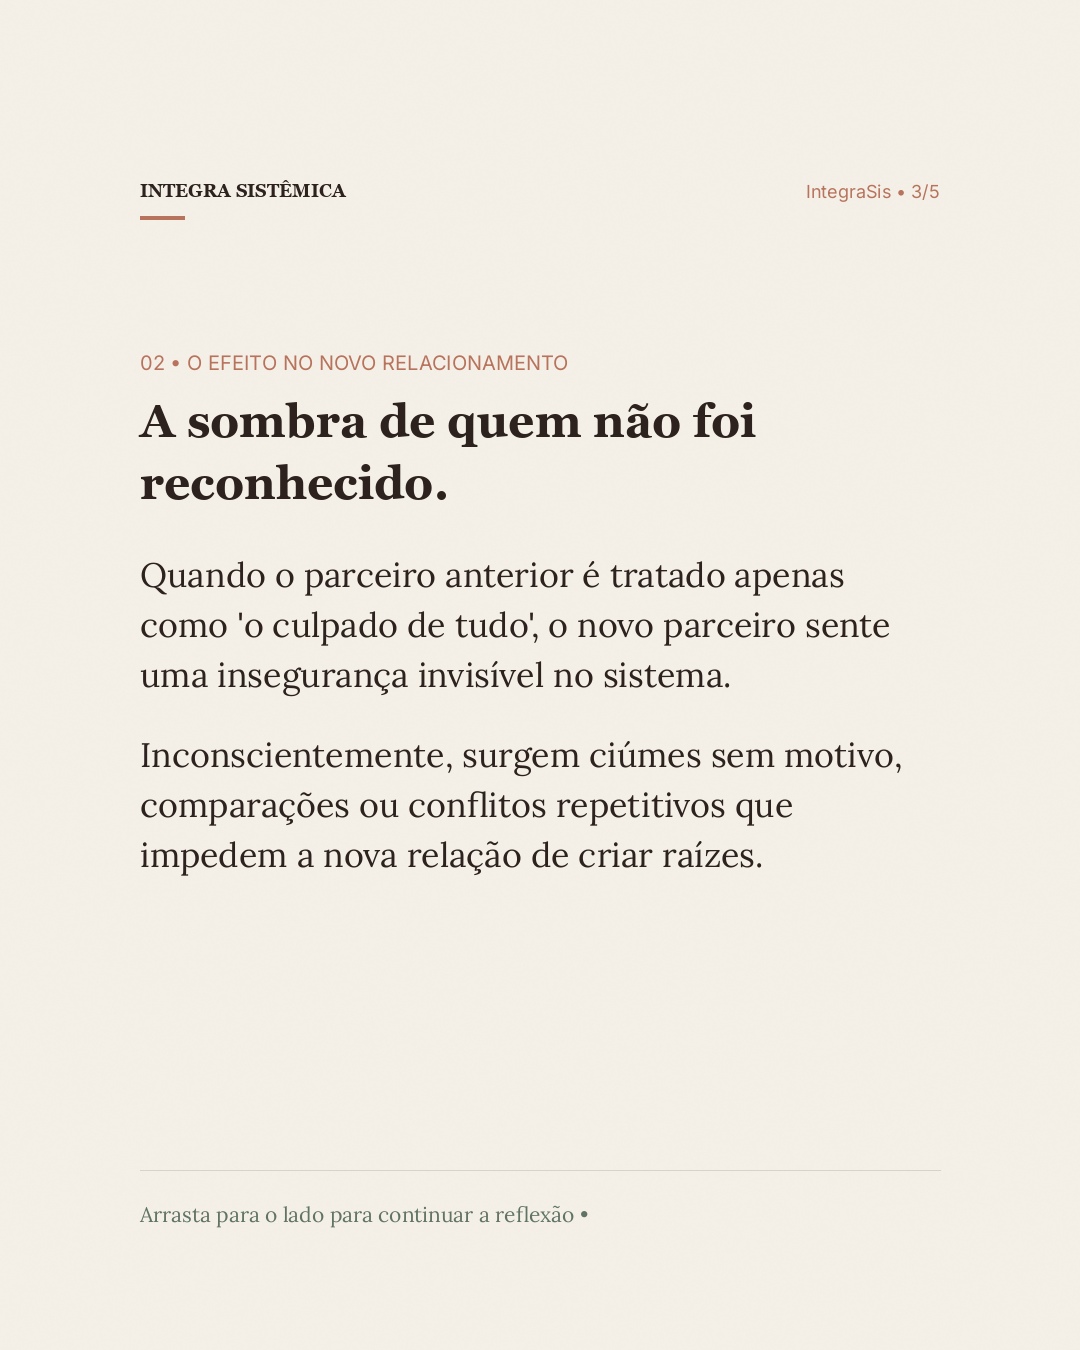 INTEGRA SISTÊMICA
IntegraSis • 3/5
02 • O EFEITO NO NOVO RELACIONAMENTO
A sombra de quem não foi
reconhecido.
Quando o parceiro anterior é tratado apenas
como 'o culpado de tudo', o novo parceiro sente
uma insegurança invisível no sistema.
Inconscientemente, surgem ciúmes sem motivo,
comparações ou conflitos repetitivos que
impedem a nova relação de criar raízes.
Arrasta para o lado para continuar a reflexão •